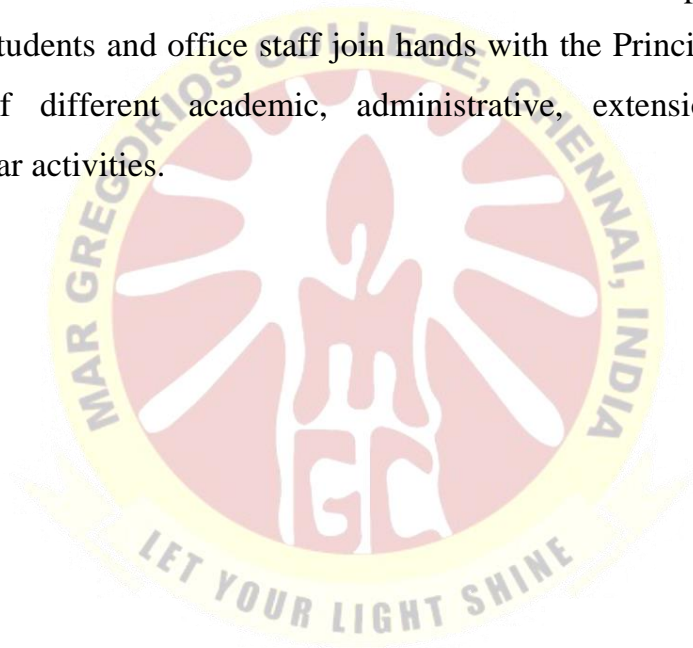 tudents and office staff join hands with the Princi
f different academic, administrative, extensi
ar activities.
MAR GREGORIOS COLLEGE, CHENNAI, INDIA
MGC
LET YOUR LIGHT SHINE